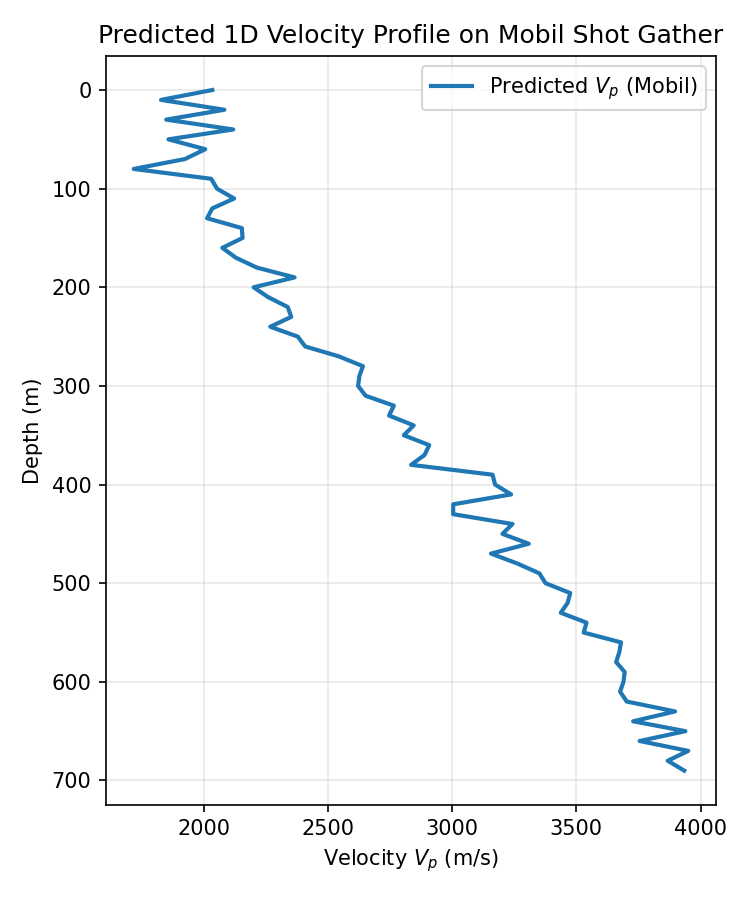 Predicted 1D Velocity Profile on Mobil Shot Gather
Predicted Vp (Mobil)
0
100
200
300
400
500
600
700
Depth (m)
2000 2500 3000 3500 4000
Velocity Vp (m/s)